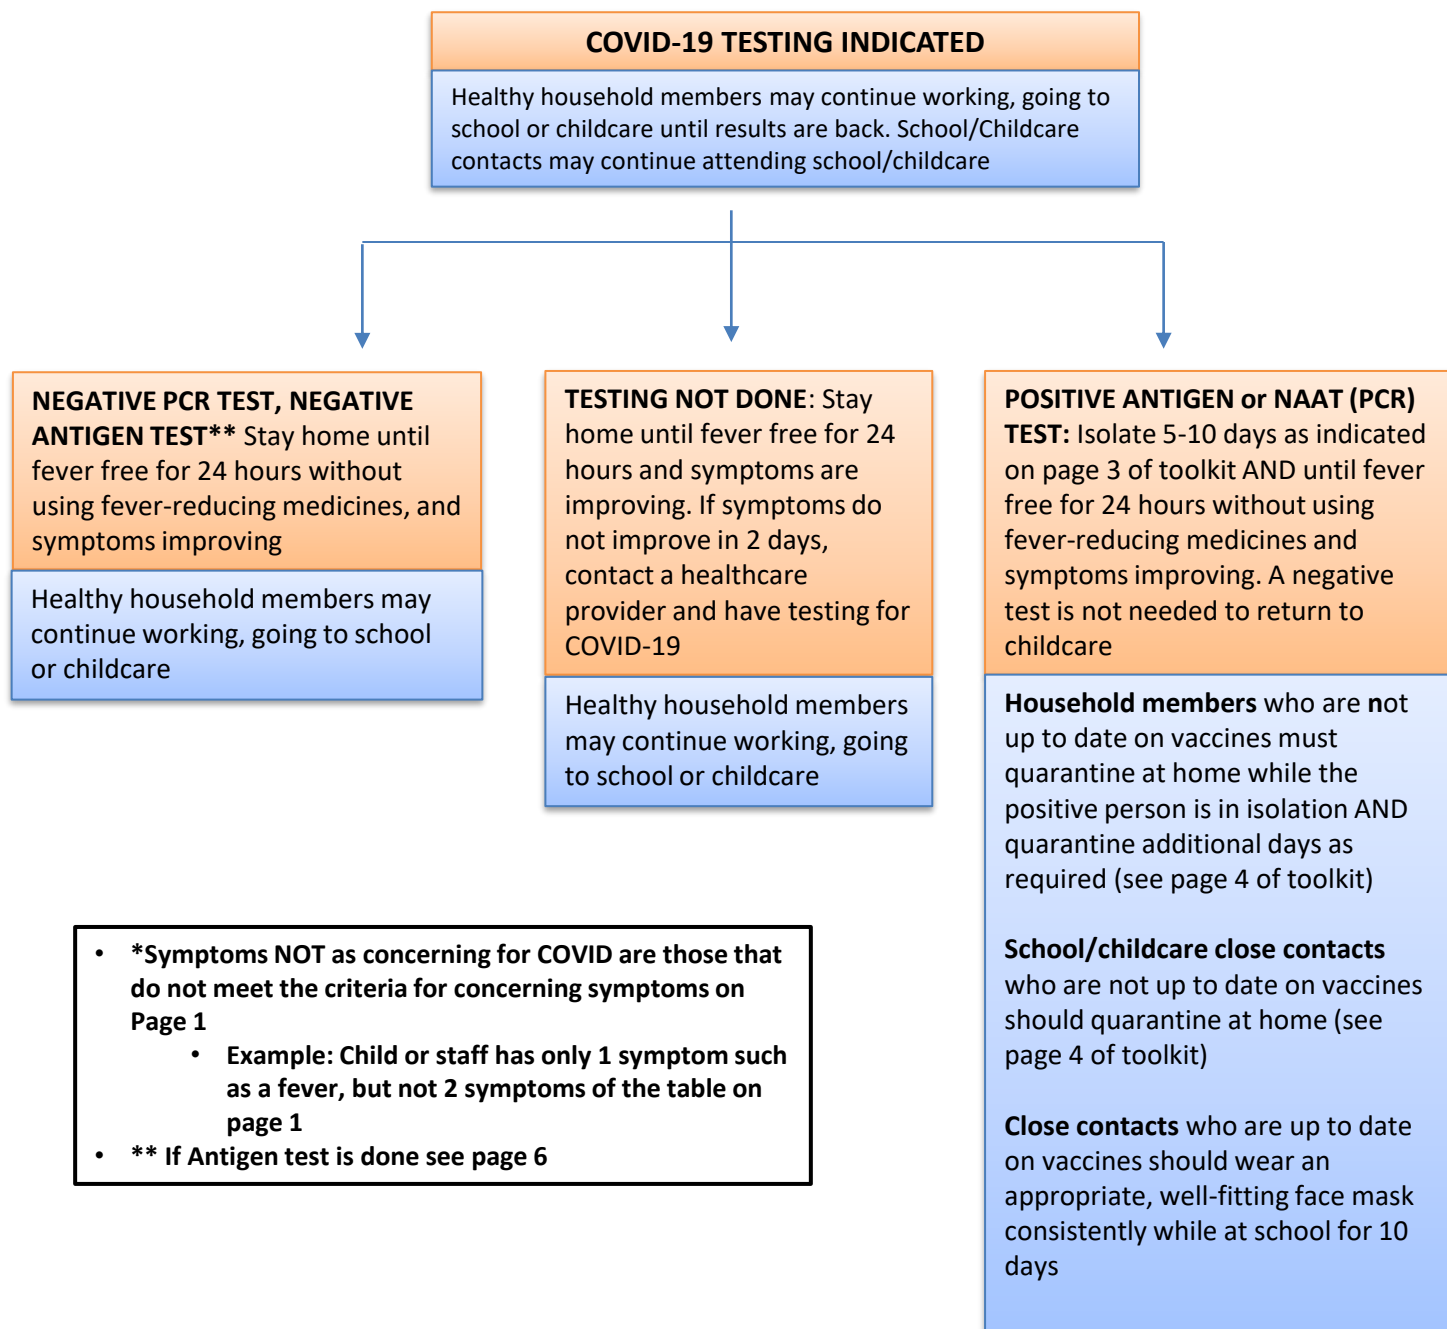 COVID-19 TESTING INDICATED
Healthy household members may continue working, going to
school or childcare until results are back. School/Childcare
contacts may continue attending school/childcare
NEGATIVE PCR TEST, NEGATIVE
ANTIGEN TEST** Stay home until
fever free for 24 hours without
using fever-reducing medicines, and
symptoms improving
Healthy household members may
continue working, going to school
or childcare
TESTING NOT DONE: Stay
home until fever free for 24
hours and symptoms are
improving. If symptoms do
not improve in 2 days,
contact a healthcare
provider and have testing for
COVID-19
Healthy household members
may continue working, going
to school or childcare
POSITIVE ANTIGEN or NAAT (PCR)
TEST: Isolate 5-10 days as indicated
on page 3 of toolkit AND until fever
free for 24 hours without using
fever-reducing medicines and
symptoms improving. A negative
test is not needed to return to
childcare
Household members who are not
up to date on vaccines must
quarantine at home while the
positive person is in isolation AND
quarantine additional days as
required (see page 4 of toolkit)
School/childcare close contacts
who are not up to date on vaccines
should quarantine at home (see
page 4 of toolkit)
Close contacts who are up to date
on vaccines should wear an
appropriate, well-fitting face mask
consistently while at school for 10
days
• *Symptoms NOT as concerning for COVID are those that
do not meet the criteria for concerning symptoms on
Page 1
• Example: Child or staff has only 1 symptom such
as a fever, but not 2 symptoms of the table on
page 1
• ** If Antigen test is done see page 6